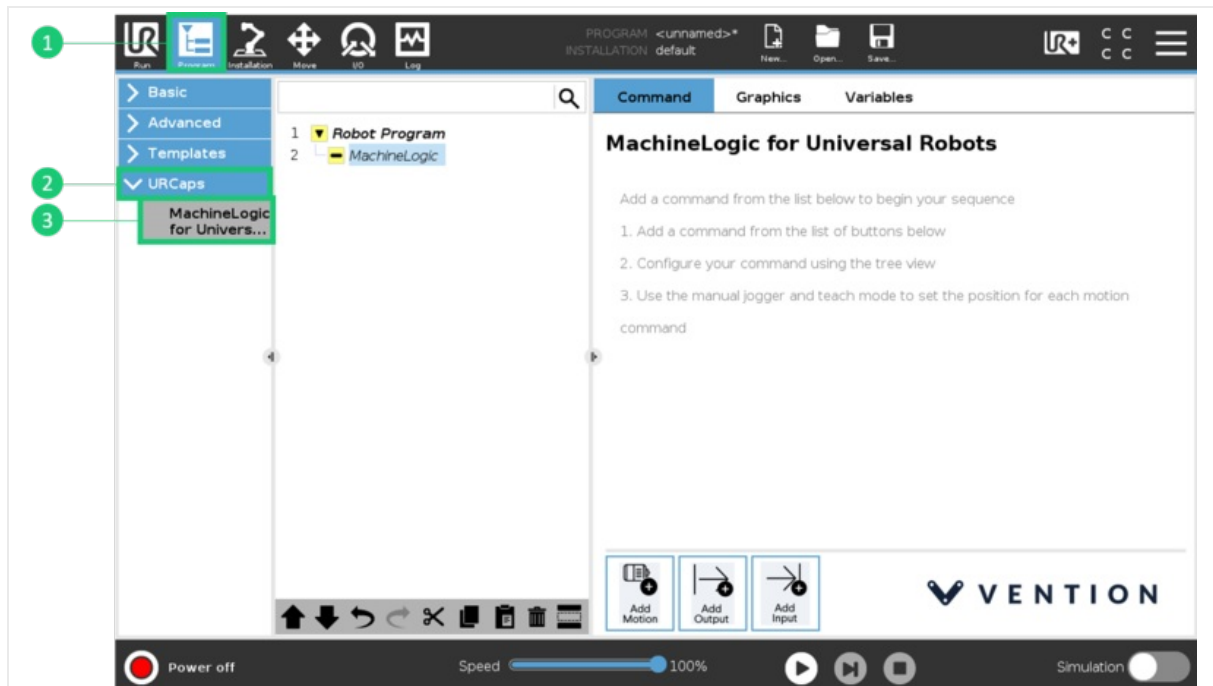 1
PROGRAM <unnamed>*
INSTALLATION default
Run Program Installation Move I/O Log
New... Open... Save...
UR+
C C
C C
2
3
Basic
Advanced
Templates
URCaps
MachineLogic
for Univers...
1 Robot Program
2 MachineLogic
Command Graphics Variables
MachineLogic for Universal Robots
Add a command from the list below to begin your sequence
1. Add a command from the list of buttons below
2. Configure your command using the tree view
3. Use the manual jogger and teach mode to set the position for each motion
command
Add
Motion
Add
Output
Add
Input
VENTION
Power off
Speed 100%
Simulation